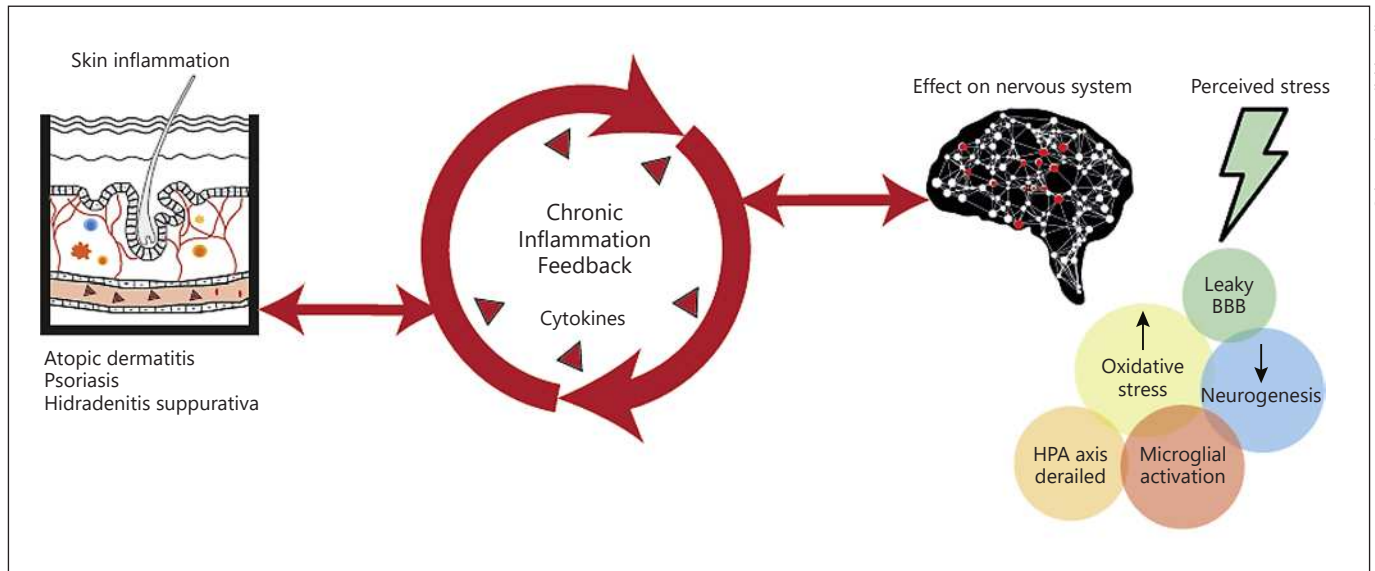 Skin inflammation
Atopic dermatitis
Psoriasis
Hidradenitis suppurativa
Chronic
Inflammation
Feedback
Cytokines
Effect on nervous system
Perceived stress
Leaky
BBB
Oxidative
stress
Neurogenesis
HPA axis
derailed
Microglial
activation